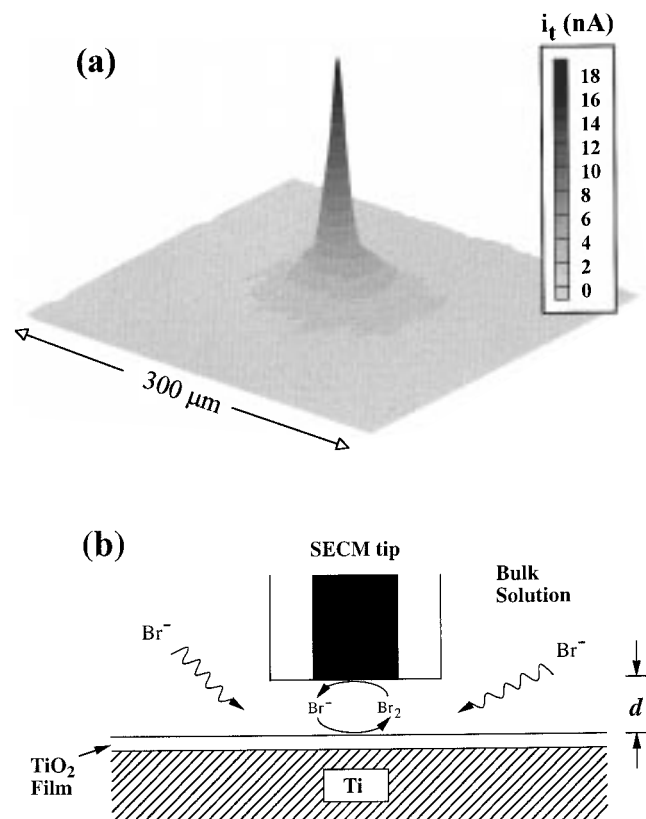 (a)
i_t (nA)
18
16
14
12
10
8
6
4
2
0
300 μm
(b)
SECM tip
Bulk
Solution
Br⁻
Br⁻
Br⁻
Br₂
d
TiO₂
Film
Ti